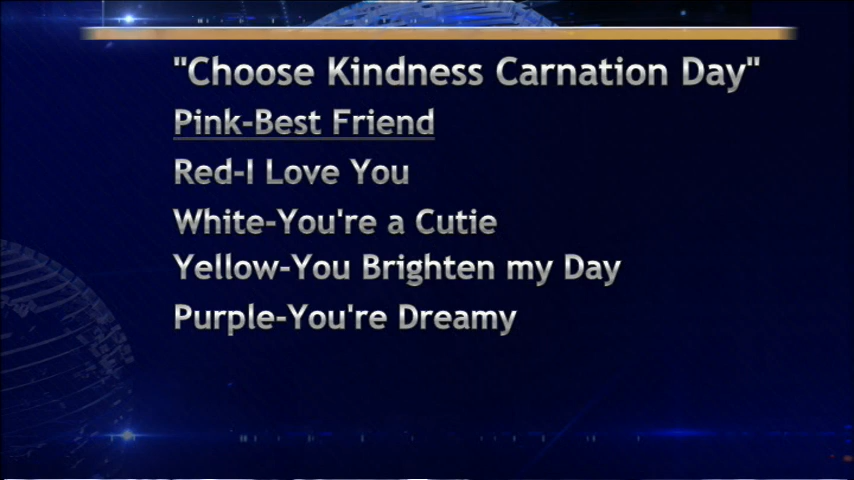 "Choose Kindness Carnation Day"
Pink-Best Friend
Red-I Love You
White-You're a Cutie
Yellow-You Brighten my Day
Purple-You're Dreamy